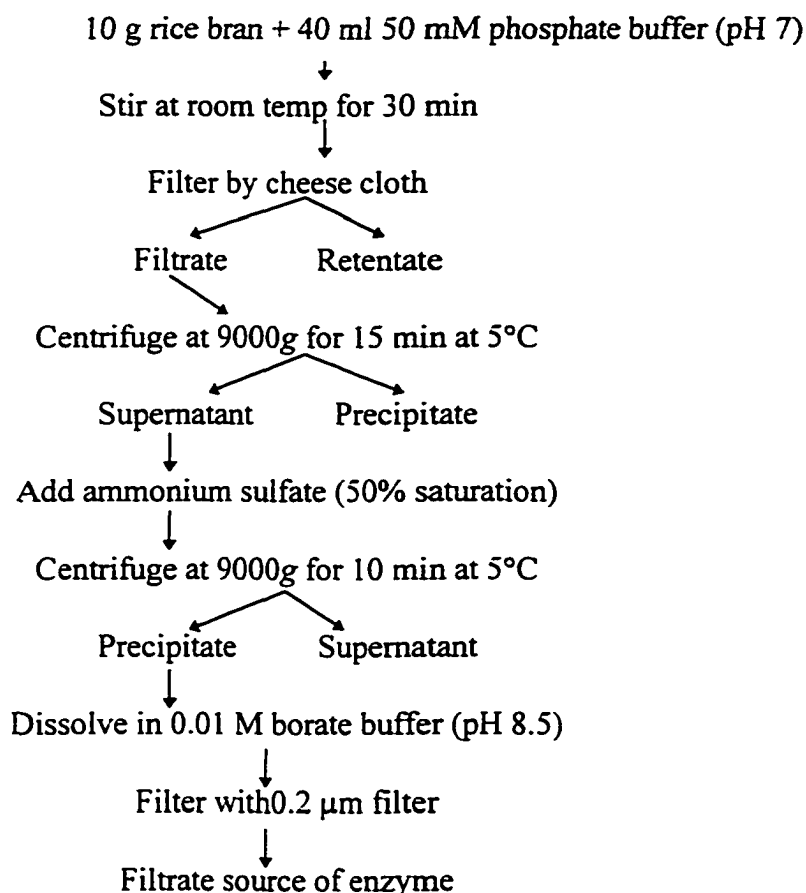 10 g rice bran + 40 ml 50 mM phosphate buffer (pH 7)
Stir at room temp for 30 min
Filter by cheese cloth
Filtrate Retentate
Centrifuge at 9000g for 15 min at 5°C
Supernatant Precipitate
Add ammonium sulfate (50% saturation)
Centrifuge at 9000g for 10 min at 5°C
Precipitate Supernatant
Dissolve in 0.01 M borate buffer (pH 8.5)
Filter with0.2 µm filter
Filtrate source of enzyme